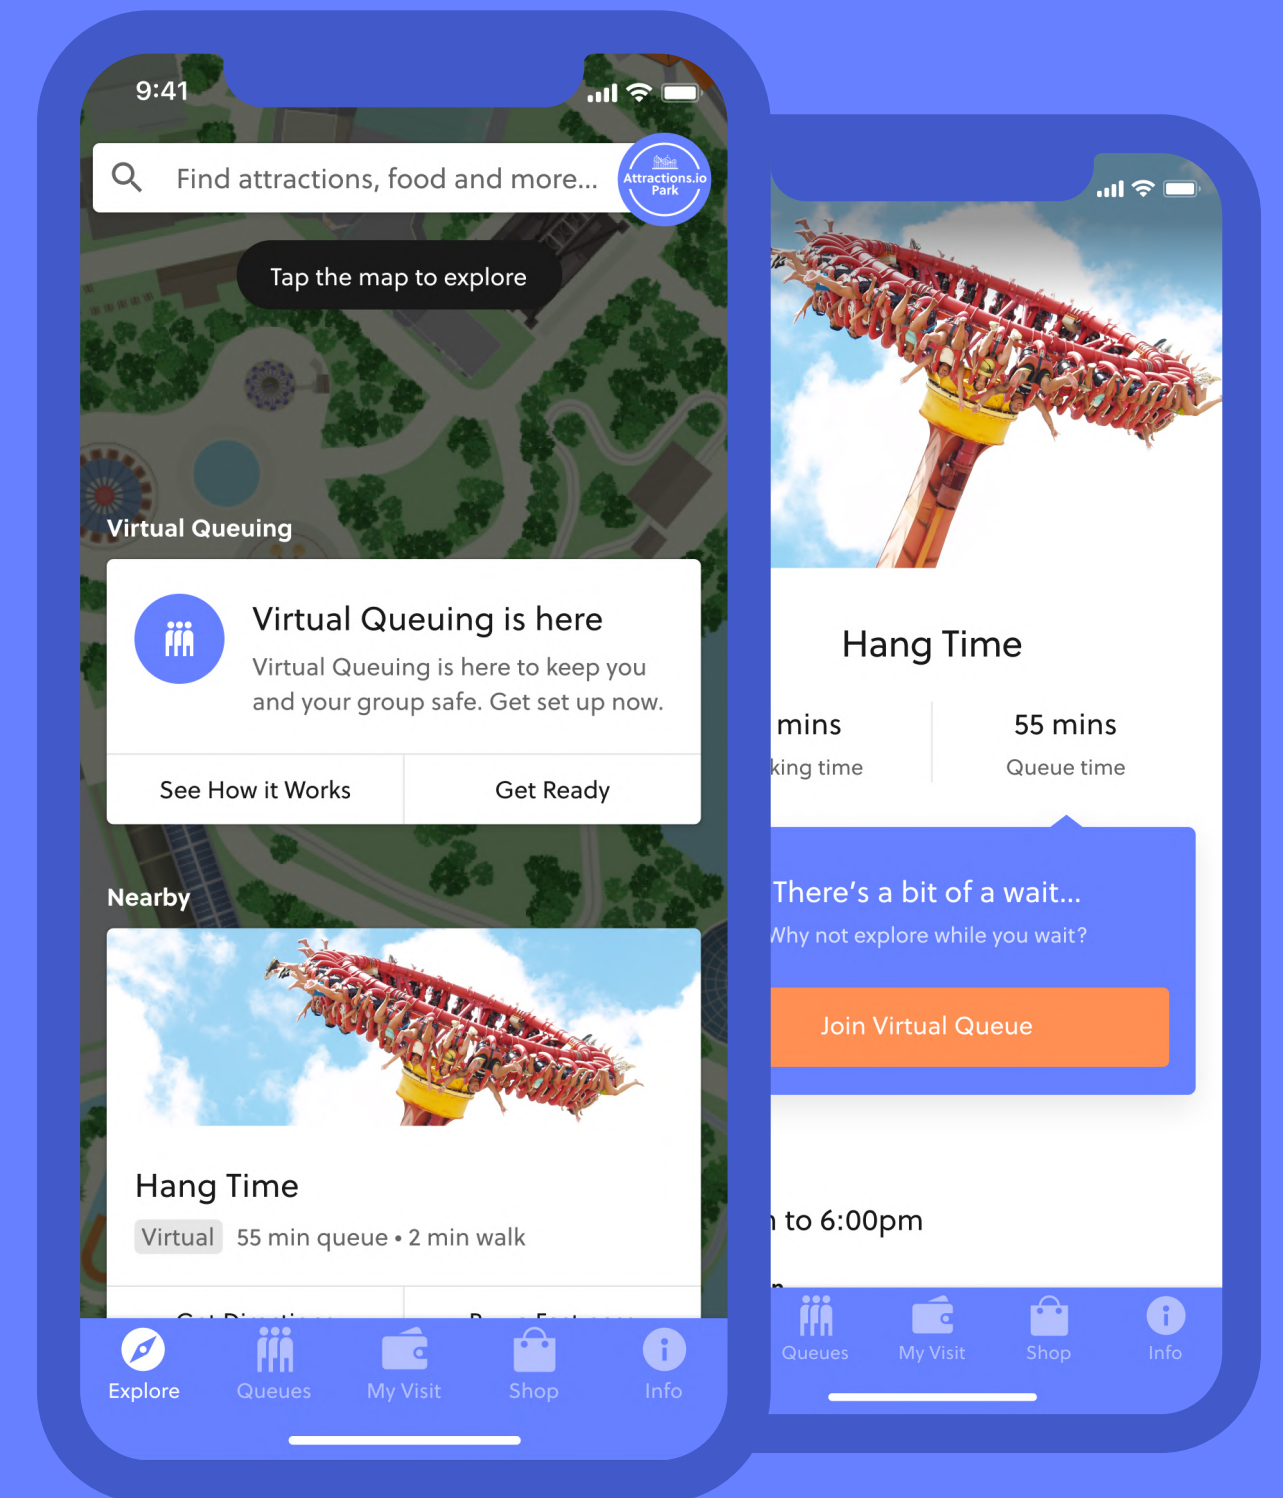 9:41
Find attractions, food and more...
Attractions.io
Park
Tap the map to explore
Virtual Queuing
Virtual Queuing is here
Virtual Queuing is here to keep you
and your group safe. Get set up now.
See How it Works
Get Ready
Nearby
Hang Time
Virtual
55 min queue • 2 min walk
Get Directions
Explore
Queues
My Visit
Shop
Info
Hang Time
mins
55 mins
king time
Queue time
There's a bit of a wait...
Why not explore while you wait?
Join Virtual Queue
to 6:00pm
Queues
My Visit
Shop
Info